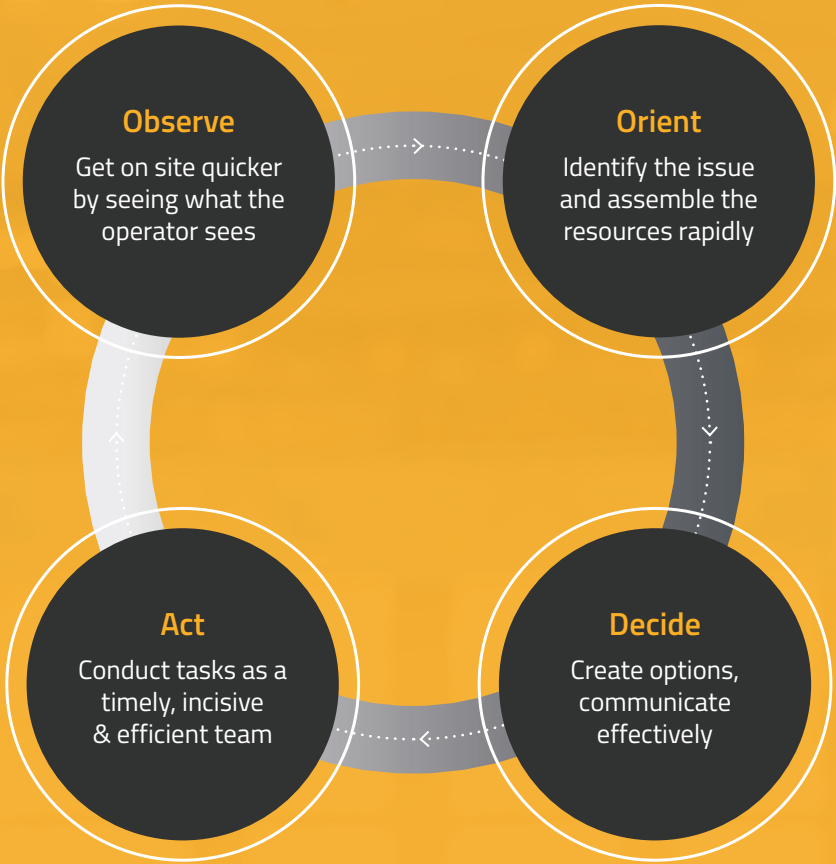 Observe
Get on site quicker
by seeing what the
operator sees
Orient
Identify the issue
and assemble the
resources rapidly
Decide
Create options,
communicate
effectively
Act
Conduct tasks as a
timely, incisive
& efficient team